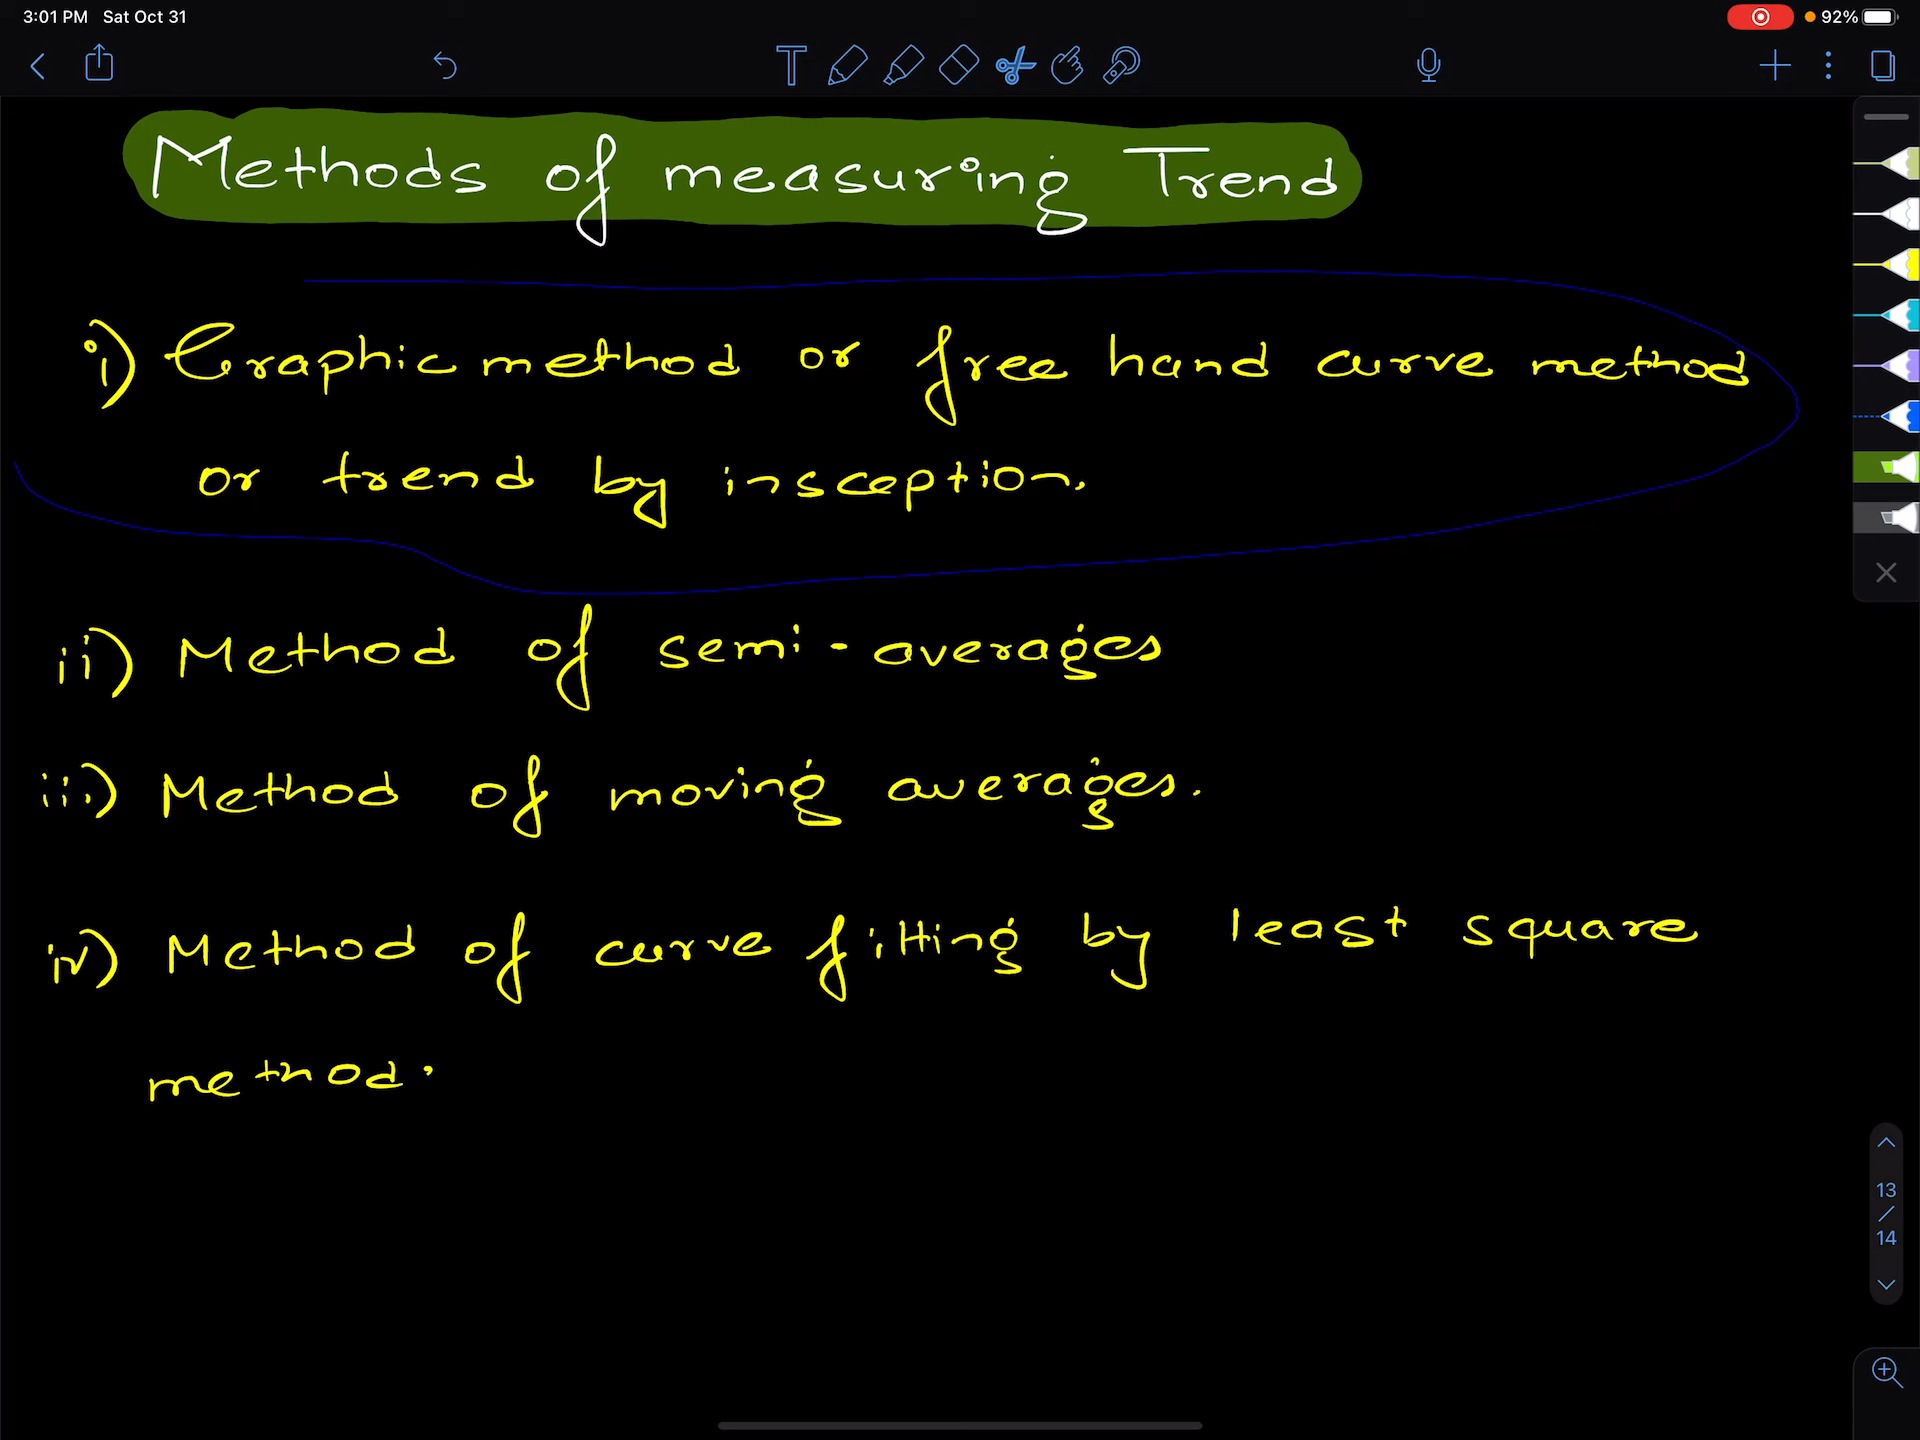 3:01 PM Sat Oct 31 92%
Methods of measuring Trend
i) Graphic method or free hand curve method
or trend by insception.
ii) Method of semi-averages
iii) Method of moving averages.
iv) Method of curve fitting by least square
method.
13
/
14